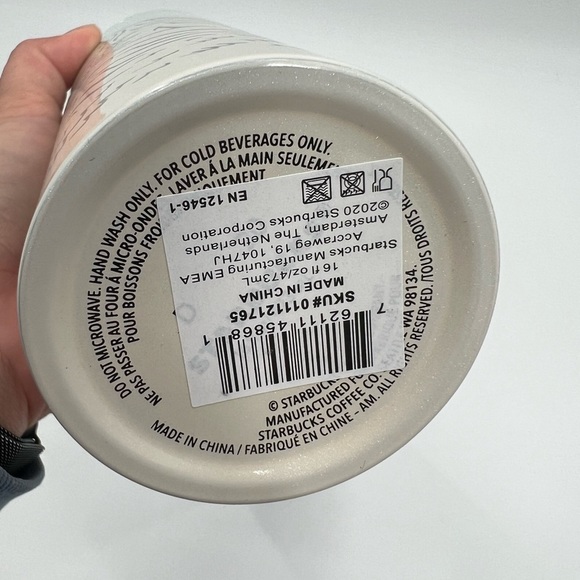 DO NOT MICROWAVE. HAND WASH ONLY. FOR COLD BEVERAGES ONLY.
NE PAS PASSER AU FOUR À MICRO-ONDES. LAVER À LA MAIN SEULEMENT
POUR BOISSONS FROIDES UNIQUEMENT
EN 12546-1
©2020 Starbucks Corporation
Amsterdam, The Netherlands
Accraweg 19, 1047HJ
Starbucks Manufacturing EMEA
16 fl oz/473mL
MADE IN CHINA
SKU# 011121765
7 62111 45868 1
© STARBUCKS
MANUFACTURED FO
STARBUCKS COFFEE CO.
WA 98134.
AM. ALL RIGHTS RESERVED. /TOUS DROITS
MADE IN CHINA / FABRIQUÉ EN CHINE –